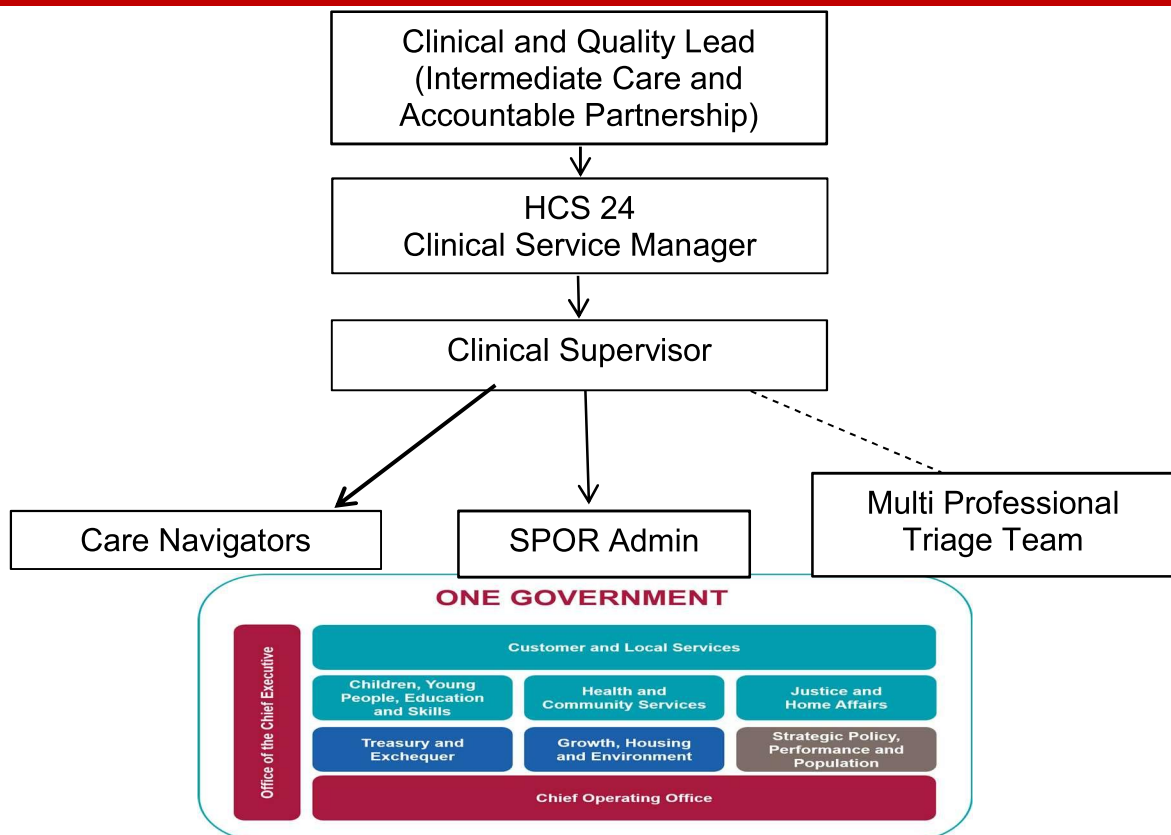 Clinical and Quality Lead
(Intermediate Care and
Accountable Partnership)
HCS 24
Clinical Service Manager
Clinical Supervisor
Care Navigators
SPOR Admin
Multi Professional
Triage Team
ONE GOVERNMENT
Office of the Chief Executive
Customer and Local Services
Children, Young
People, Education
and Skills
Health and
Community Services
Justice and
Home Affairs
Treasury and
Exchequer
Growth, Housing
and Environment
Strategic Policy,
Performance and
Population
Chief Operating Office